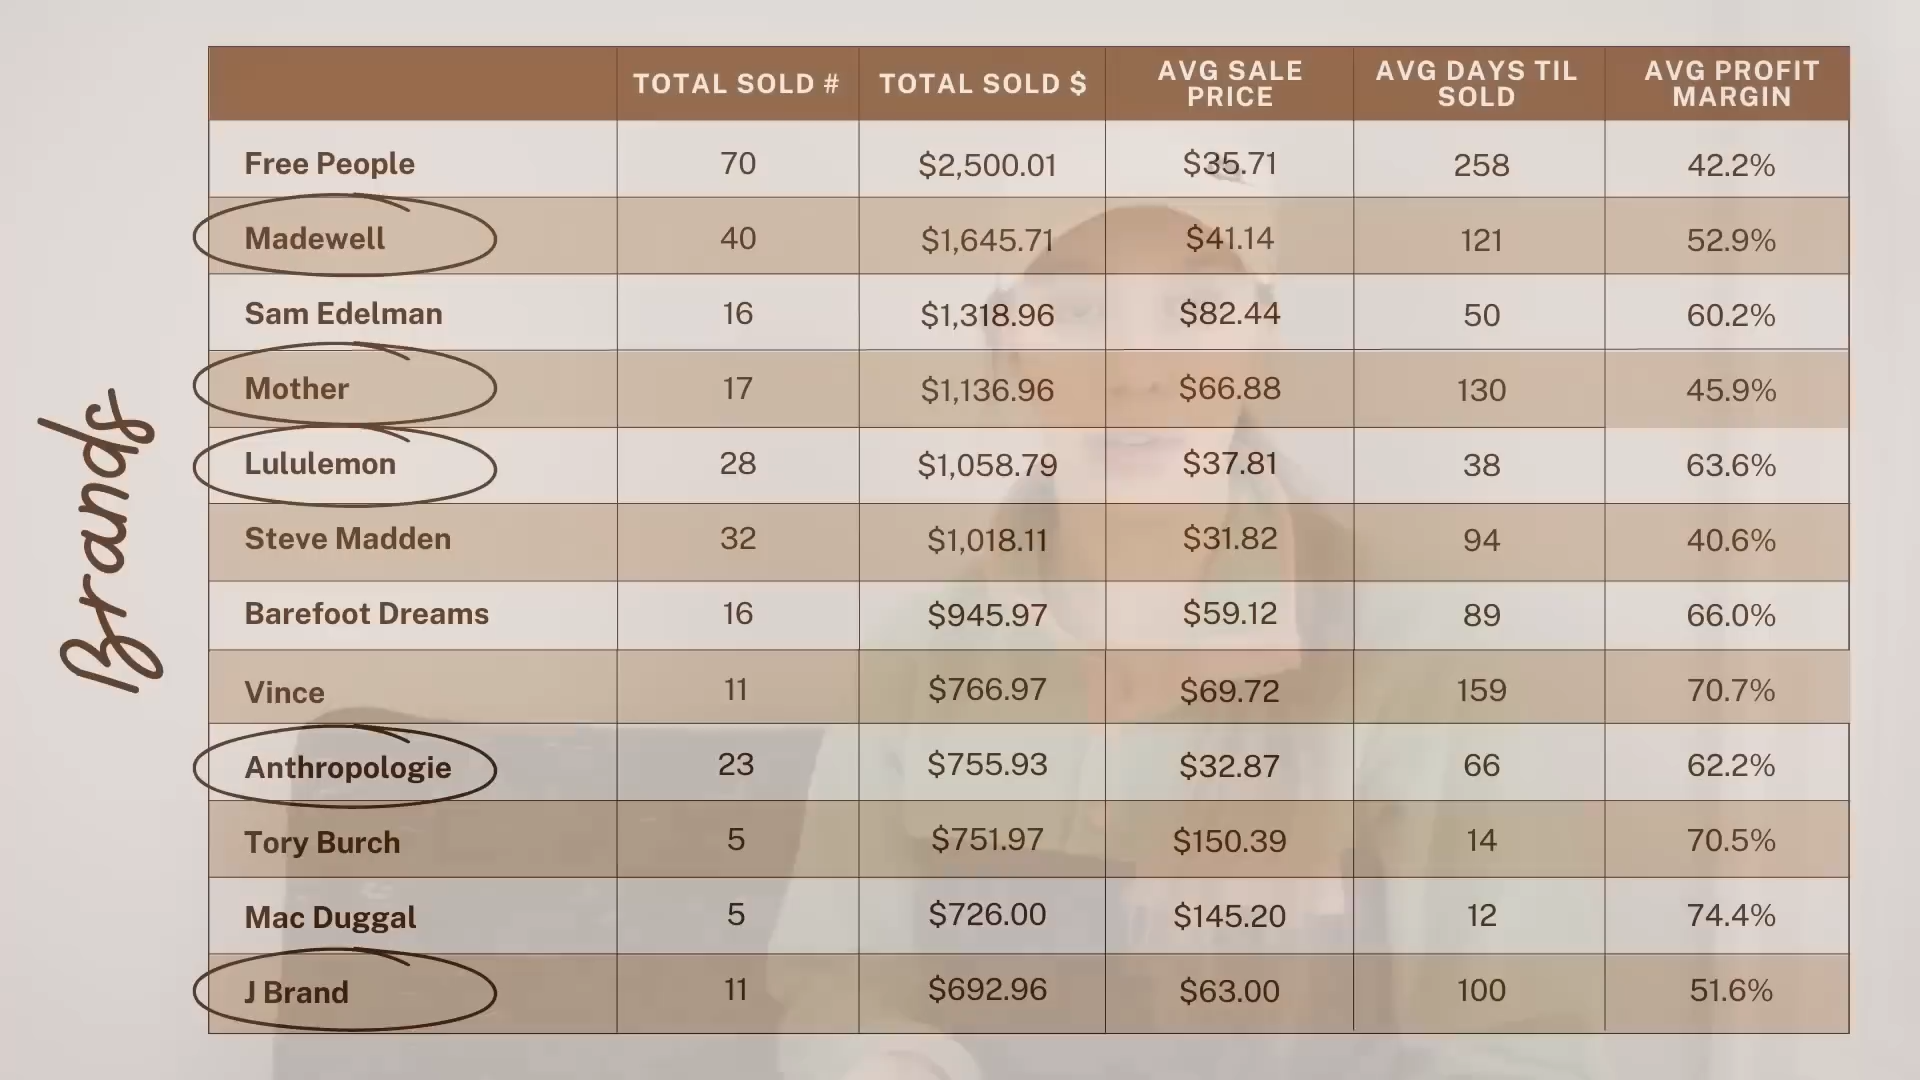 Brands
TOTAL SOLD # TOTAL SOLD $ AVG SALE PRICE AVG DAYS TIL SOLD AVG PROFIT MARGIN
Free People 70 $2,500.01 $35.71 258 42.2%
Madewell 40 $1,645.71 $41.14 121 52.9%
Sam Edelman 16 $1,318.96 $82.44 50 60.2%
Mother 17 $1,136.96 $66.88 130 45.9%
Lululemon 28 $1,058.79 $37.81 38 63.6%
Steve Madden 32 $1,018.11 $31.82 94 40.6%
Barefoot Dreams 16 $945.97 $59.12 89 66.0%
Vince 11 $766.97 $69.72 159 70.7%
Anthropologie 23 $755.93 $32.87 66 62.2%
Tory Burch 5 $751.97 $150.39 14 70.5%
Mac Duggal 5 $726.00 $145.20 12 74.4%
J Brand 11 $692.96 $63.00 100 51.6%